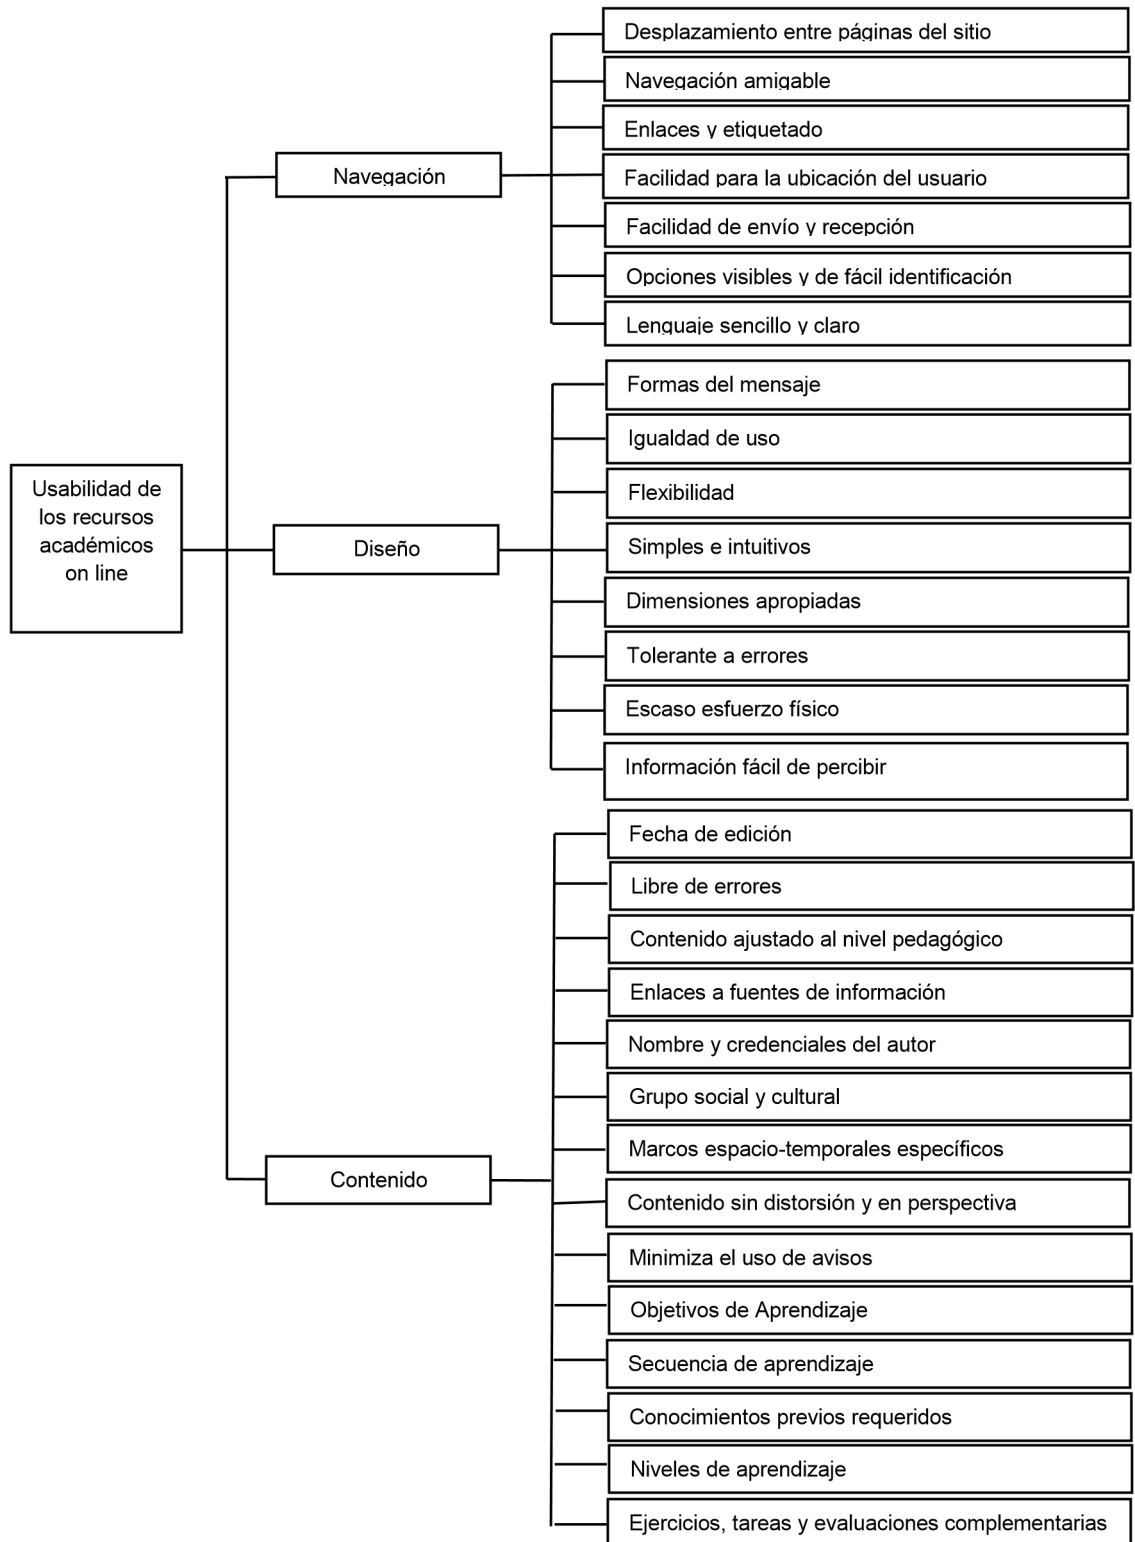 Usabilidad de
los recursos
académicos
on line
Navegación
Desplazamiento entre páginas del sitio
Navegación amigable
Enlaces y etiquetado
Facilidad para la ubicación del usuario
Facilidad de envío y recepción
Opciones visibles y de fácil identificación
Lenguaje sencillo y claro
Diseño
Formas del mensaje
Igualdad de uso
Flexibilidad
Simples e intuitivos
Dimensiones apropiadas
Tolerante a errores
Escaso esfuerzo físico
Información fácil de percibir
Contenido
Fecha de edición
Libre de errores
Contenido ajustado al nivel pedagógico
Enlaces a fuentes de información
Nombre y credenciales del autor
Grupo social y cultural
Marcos espacio-temporales específicos
Contenido sin distorsión y en perspectiva
Minimiza el uso de avisos
Objetivos de Aprendizaje
Secuencia de aprendizaje
Conocimientos previos requeridos
Niveles de aprendizaje
Ejercicios, tareas y evaluaciones complementarias